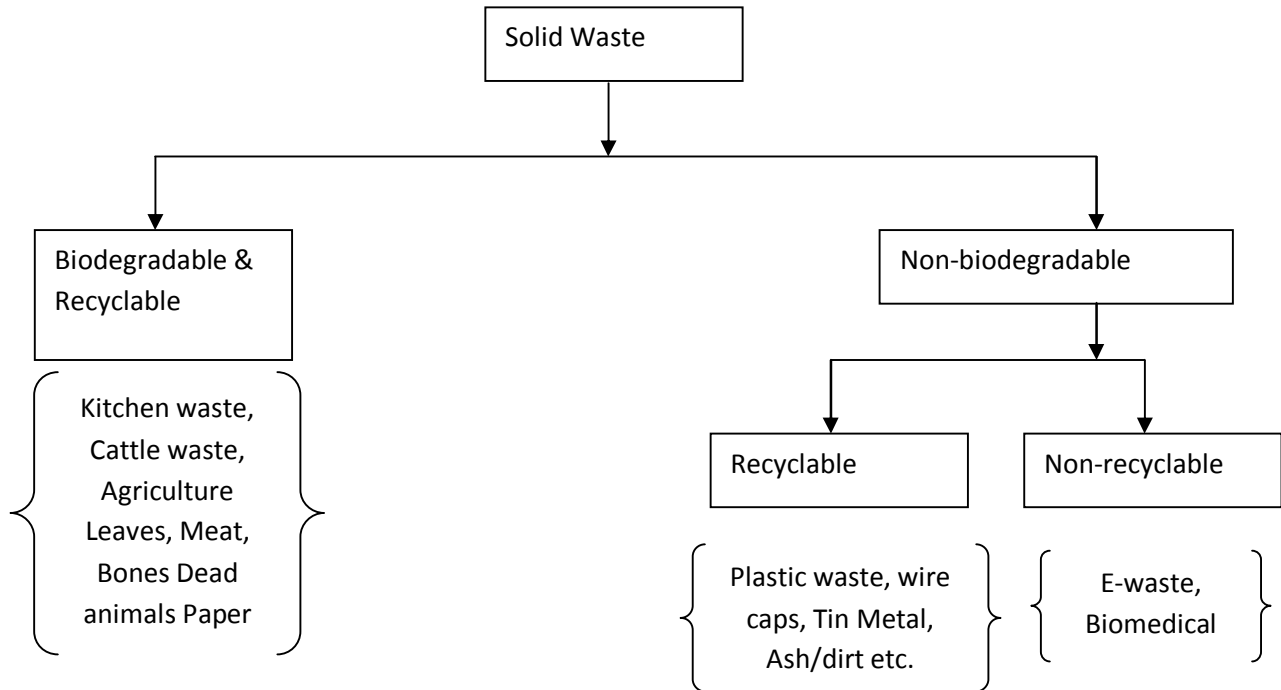 Solid Waste
Biodegradable &
Recyclable
Non-biodegradable
Kitchen waste,
Cattle waste,
Agriculture
Leaves, Meat,
Bones Dead
animals Paper
Recyclable
Non-recyclable
Plastic waste, wire
caps, Tin Metal,
Ash/dirt etc.
E-waste,
Biomedical